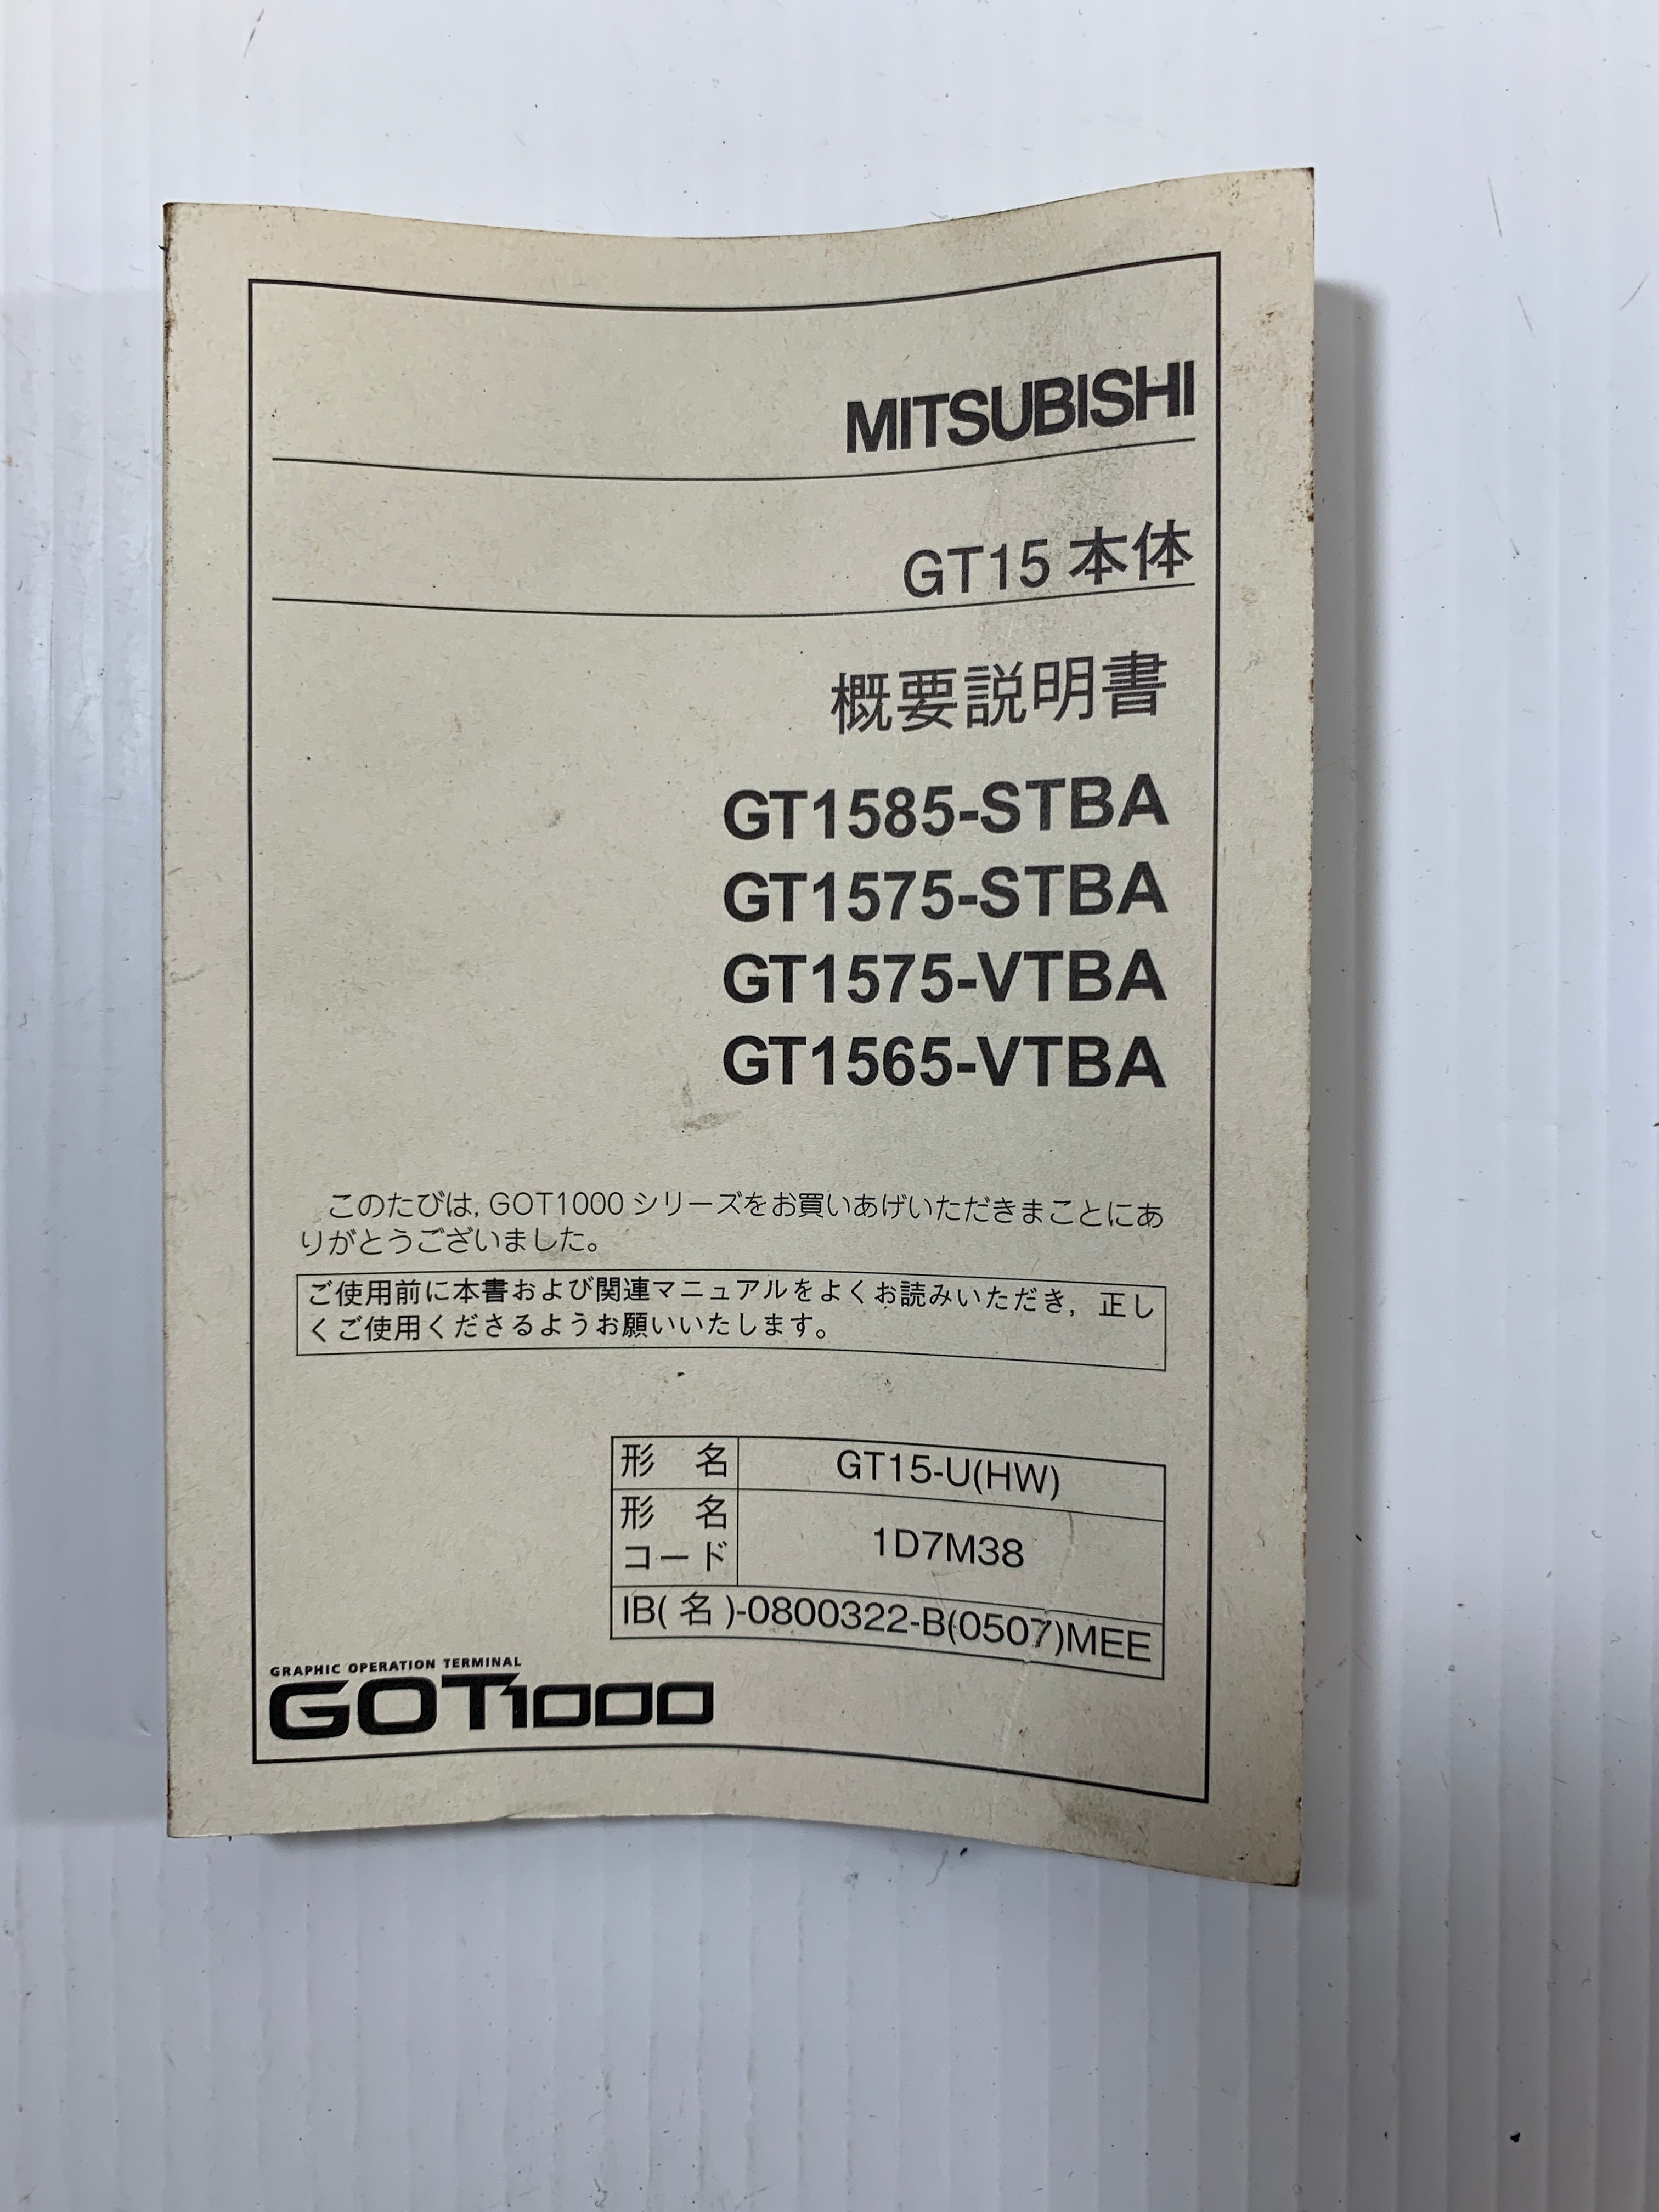 MITSUBISHI
GT15 本体
概要説明書
GT1585-STBA
GT1575-STBA
GT1575-VTBA
GT1565-VTBA
このたびは, GOT1000 シリーズをお買いあげいただきまことにあ
りがとうございました。
ご使用前に本書および関連マニュアルをよくお読みいただき, 正し
くご使用くださるようお願いいたします。
形 名 GT15-U(HW)
形 名
コード 1D7M38
IB( 名 )-0800322-B(0507)MEE
GRAPHIC OPERATION TERMINAL
GOT1000